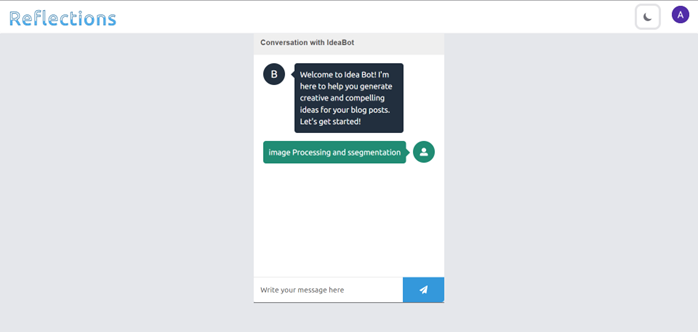 Reflections
A
Conversation with IdeaBot
B
Welcome to Idea Bot! I'm
here to help you generate
creative and compelling
ideas for your blog posts.
Let's get started!
image Processing and ssegmentation
Write your message here